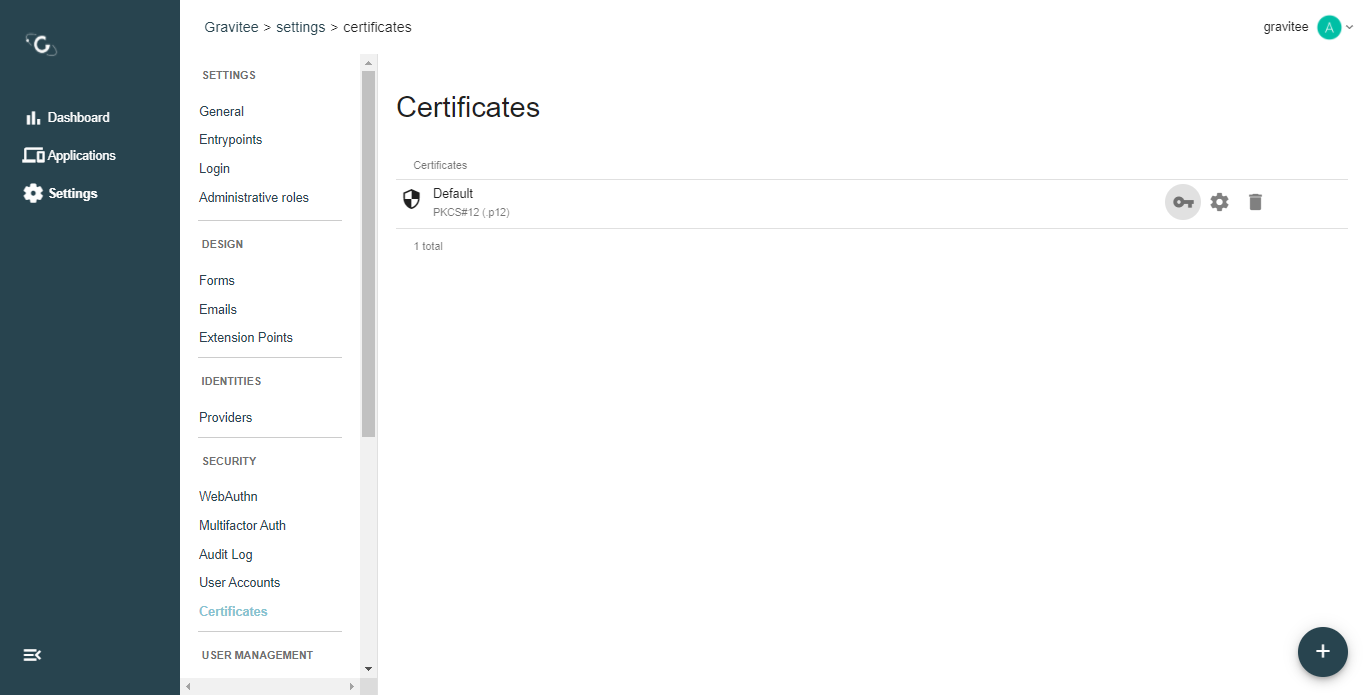 Gravitee > settings > certificates
gravitee A
Dashboard
Applications
Settings
SETTINGS
General
Entrypoints
Login
Administrative roles
DESIGN
Forms
Emails
Extension Points
IDENTITIES
Providers
SECURITY
WebAuthn
Multifactor Auth
Audit Log
User Accounts
Certificates
USER MANAGEMENT
Certificates
Certificates
Default
PKCS#12 (.p12)
1 total
+